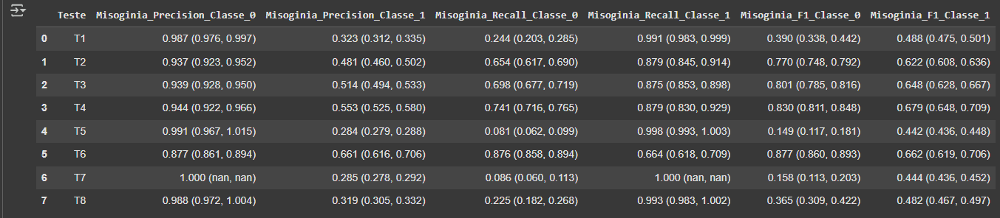 Teste Misoginia_Precision_Classe_0 Misoginia_Precision_Classe_1 Misoginia_Recall_Classe_0 Misoginia_Recall_Classe_1 Misoginia_F1_Classe_0 Misoginia_F1_Classe_1
0 T1 0.987 (0.976, 0.997) 0.323 (0.312, 0.335) 0.244 (0.203, 0.285) 0.991 (0.983, 0.999) 0.390 (0.338, 0.442) 0.488 (0.475, 0.501)
1 T2 0.937 (0.923, 0.952) 0.481 (0.460, 0.502) 0.654 (0.617, 0.690) 0.879 (0.845, 0.914) 0.770 (0.748, 0.792) 0.622 (0.608, 0.636)
2 T3 0.939 (0.928, 0.950) 0.514 (0.494, 0.533) 0.698 (0.677, 0.719) 0.875 (0.853, 0.898) 0.801 (0.785, 0.816) 0.648 (0.628, 0.667)
3 T4 0.944 (0.922, 0.966) 0.553 (0.525, 0.580) 0.741 (0.716, 0.765) 0.879 (0.830, 0.929) 0.830 (0.811, 0.848) 0.679 (0.648, 0.709)
4 T5 0.991 (0.967, 1.015) 0.284 (0.279, 0.288) 0.081 (0.062, 0.099) 0.998 (0.993, 1.003) 0.149 (0.117, 0.181) 0.442 (0.436, 0.448)
5 T6 0.877 (0.861, 0.894) 0.661 (0.616, 0.706) 0.876 (0.858, 0.894) 0.664 (0.618, 0.709) 0.877 (0.860, 0.893) 0.662 (0.619, 0.706)
6 T7 1.000 (nan, nan) 0.285 (0.278, 0.292) 0.086 (0.060, 0.113) 1.000 (nan, nan) 0.158 (0.113, 0.203) 0.444 (0.436, 0.452)
7 T8 0.988 (0.972, 1.004) 0.319 (0.305, 0.332) 0.225 (0.182, 0.268) 0.993 (0.983, 1.002) 0.365 (0.309, 0.422) 0.482 (0.467, 0.497)